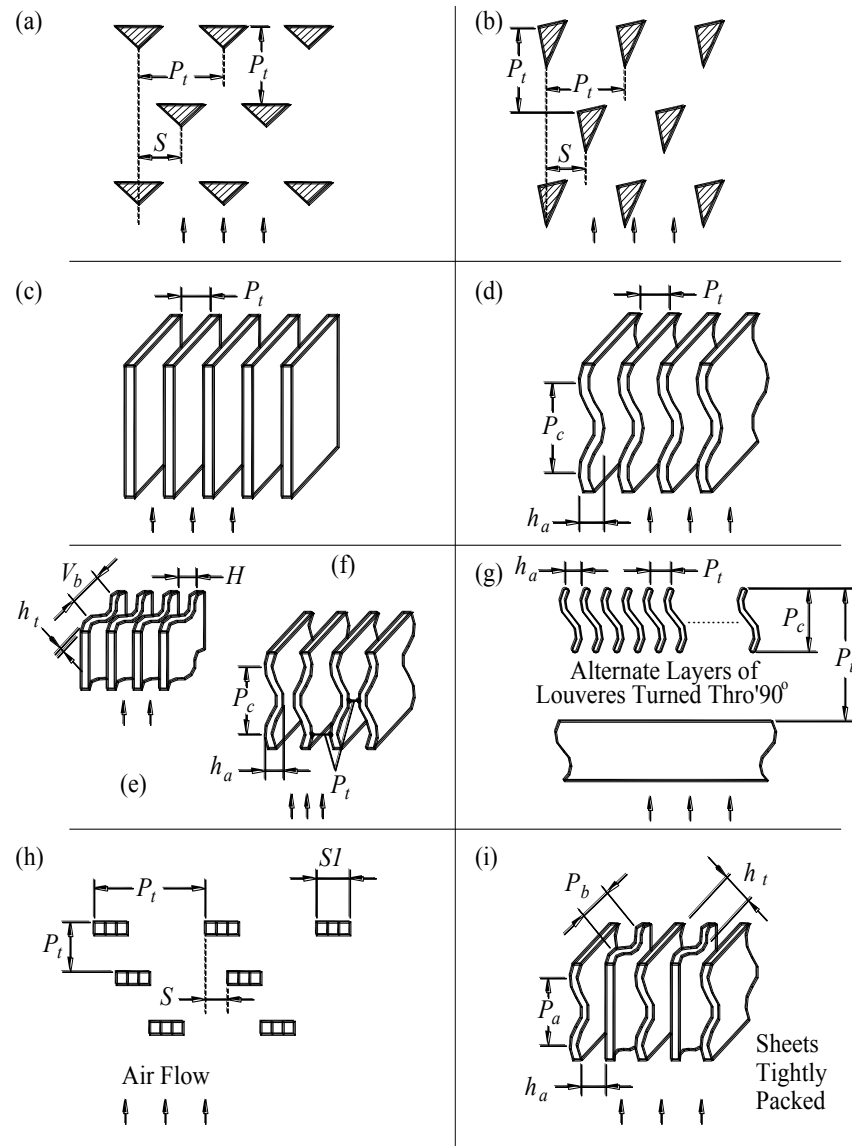 (a)
P_t
P_t
S
(b)
P_t
P_t
S
(c)
P_t
(d)
P_t
P_c
h_a
(e)
V_b
H
h_t
(f)
P_c
h_a
P_t
(g)
h_a
P_t
P_c
P_t
Alternate Layers of
Louveres Turned Thro'90°
(h)
P_t
S1
P_t
S
Air Flow
(i)
P_b
h_t
P_a
h_a
Sheets
Tightly
Packed